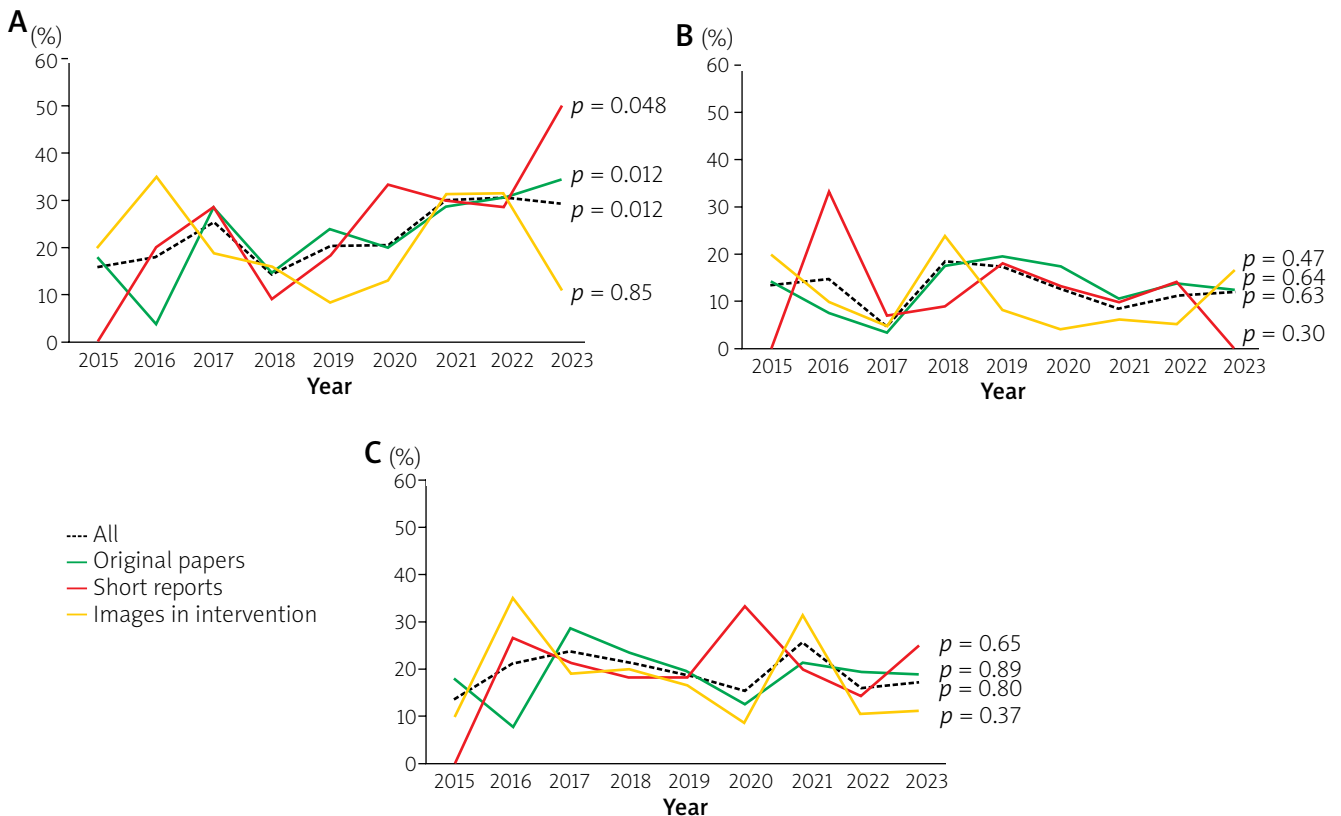 A (%)
60
50
40
30
20
10
0
2015 2016 2017 2018 2019 2020 2021 2022 2023
Year
p = 0.048
p = 0.012
p = 0.012
p = 0.85
B (%)
60
50
40
30
20
10
0
2015 2016 2017 2018 2019 2020 2021 2022 2023
Year
p = 0.47
p = 0.64
p = 0.63
p = 0.30
C (%)
60
50
40
30
20
10
0
2015 2016 2017 2018 2019 2020 2021 2022 2023
Year
p = 0.65
p = 0.89
p = 0.80
p = 0.37
All
Original papers
Short reports
Images in intervention